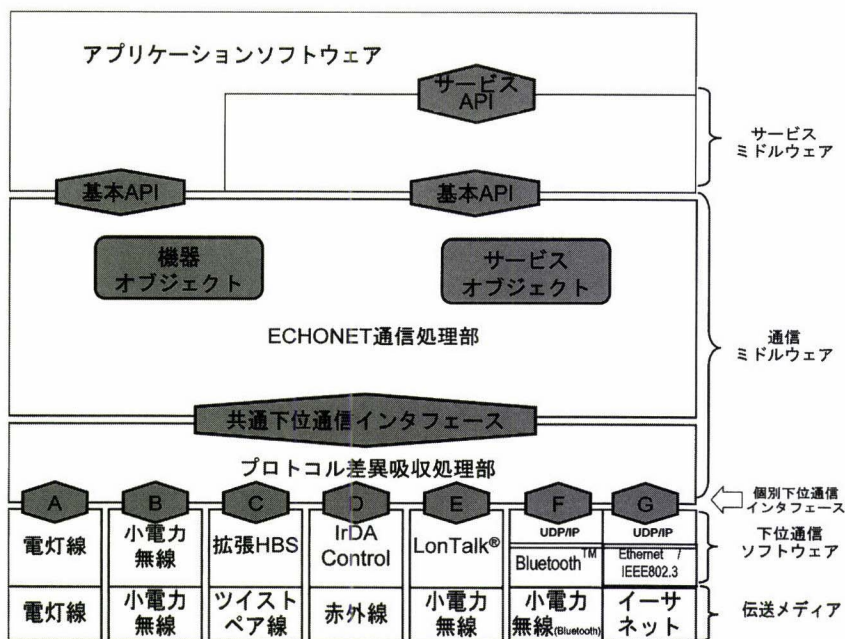 アプリケーションソフトウェア
サービス
API
サービス
ミドルウェア
基本API
基本API
機器
オブジェクト
サービス
オブジェクト
ECHONET通信処理部
通信
ミドルウェア
共通下位通信インタフェース
プロトコル差異吸収処理部
A
B
C
D
E
F
G
個別下位通信
インタフェース
電灯線
小電力
無線
拡張HBS
IrDA
Control
LonTalk®
UDP/IP
Bluetooth™
UDP/IP
Ethernet /
IEEE802.3
下位通信
ソフトウェア
電灯線
小電力
無線
ツイスト
ペア線
赤外線
小電力
無線
小電力
無線(Bluetooth)
イーサ
ネット
伝送メディア